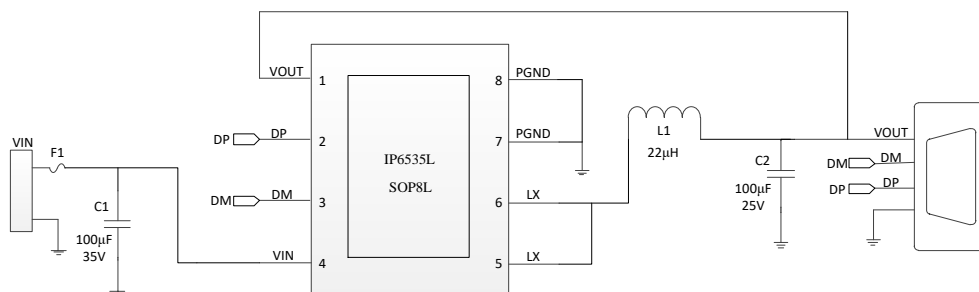 VOUT
1
8
PGND
DP
DP
2
7
PGND
DM
DM
3
6
LX
VIN
4
5
LX
IP6535L
SOP8L
VIN
F1
C1
100μF
35V
L1
22μH
C2
100μF
25V
VOUT
DM
DM
DP
DP